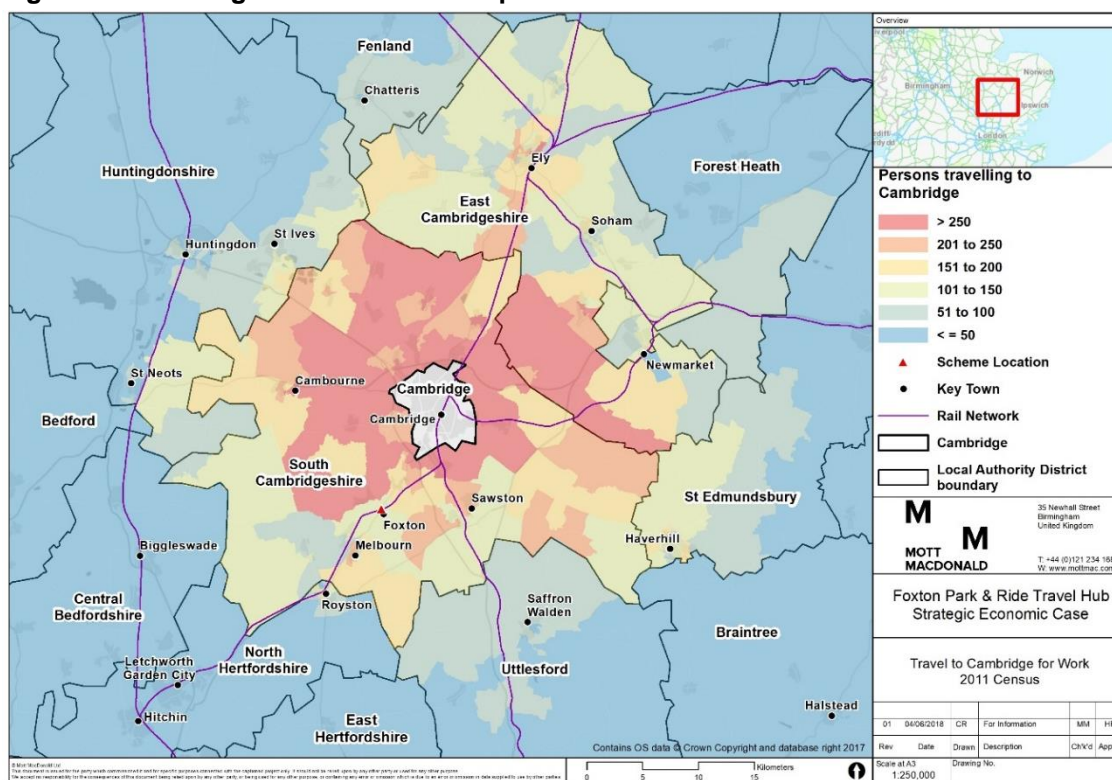 Fenland
Chatteris
Huntingdonshire
Ely
Forest Heath
East
Cambridgeshire
Soham
St Ives
Huntingdon
Newmarket
St Neots
Cambourne
Cambridge
Cambridge
Bedford
South
Cambridgeshire
Sawston
St Edmundsbury
Foxton
Melbourn
Haverhill
Biggleswade
Royston
Central
Bedfordshire
Saffron
Walden
Braintree
North
Hertfordshire
Letchworth
Garden City
Uttlesford
Hitchin
East
Hertfordshire
Halstead
Contains OS data © Crown Copyright and database right 2017
0 5 10 15
Kilometers
Overview
Norwich
Birmingham
Ipswich
London
Persons travelling to
Cambridge
> 250
201 to 250
151 to 200
101 to 150
51 to 100
< = 50
Scheme Location
Key Town
Rail Network
Cambridge
Local Authority District
boundary
M
M
MOTT
MACDONALD
35 Newhall Street
Birmingham
United Kingdom
W: www.mottmac.com
Foxton Park & Ride Travel Hub
Strategic Economic Case
Travel to Cambridge for Work
2011 Census
01 04/06/2018 CR For Information MM
Rev Date Drawn Description Chk'd
Scale at A3
1:250,000
Drawing No.